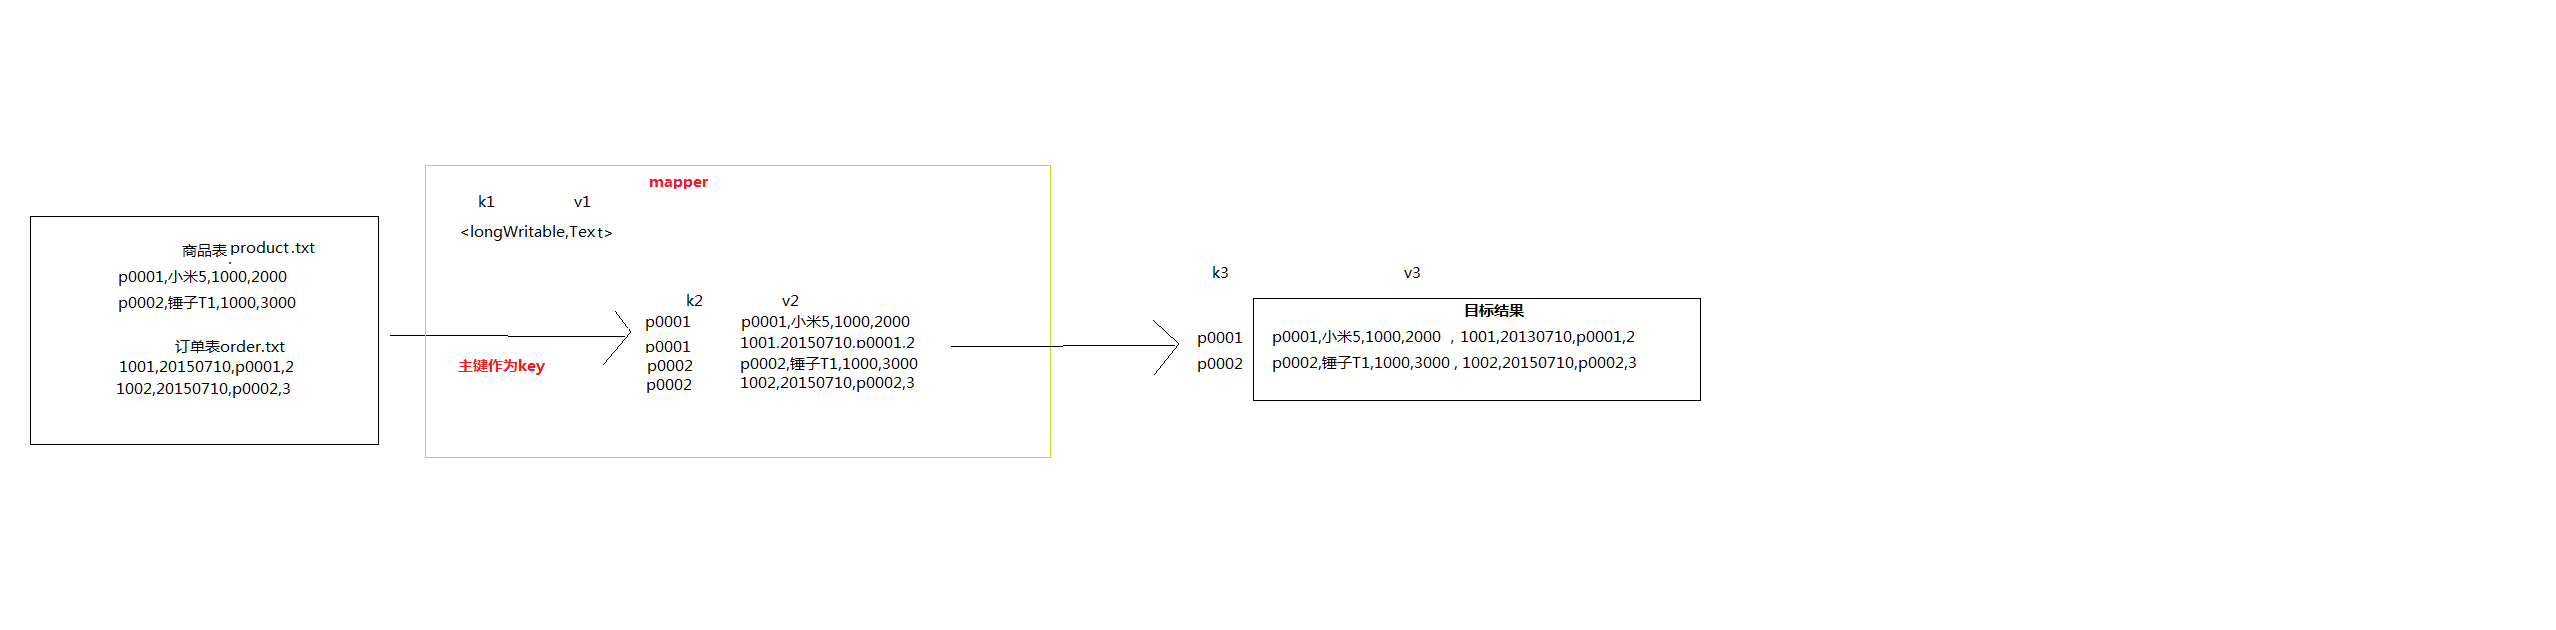 商品表 product.txt
p0001,小米5,1000,2000
p0002,锤子T1,1000,3000
订单表order.txt
1001,20150710,p0001,2
1002,20150710,p0002,3
mapper
k1 v1
<longWritable,Text>
主键作为key
k2 v2
p0001 p0001,小米5,1000,2000
p0001 1001,20150710,p0001,2
p0002 p0002,锤子T1,1000,3000
p0002 1002,20150710,p0002,3
k3 v3
目标结果
p0001 p0001,小米5,1000,2000 , 1001,20130710,p0001,2
p0002 p0002,锤子T1,1000,3000 , 1002,20150710,p0002,3